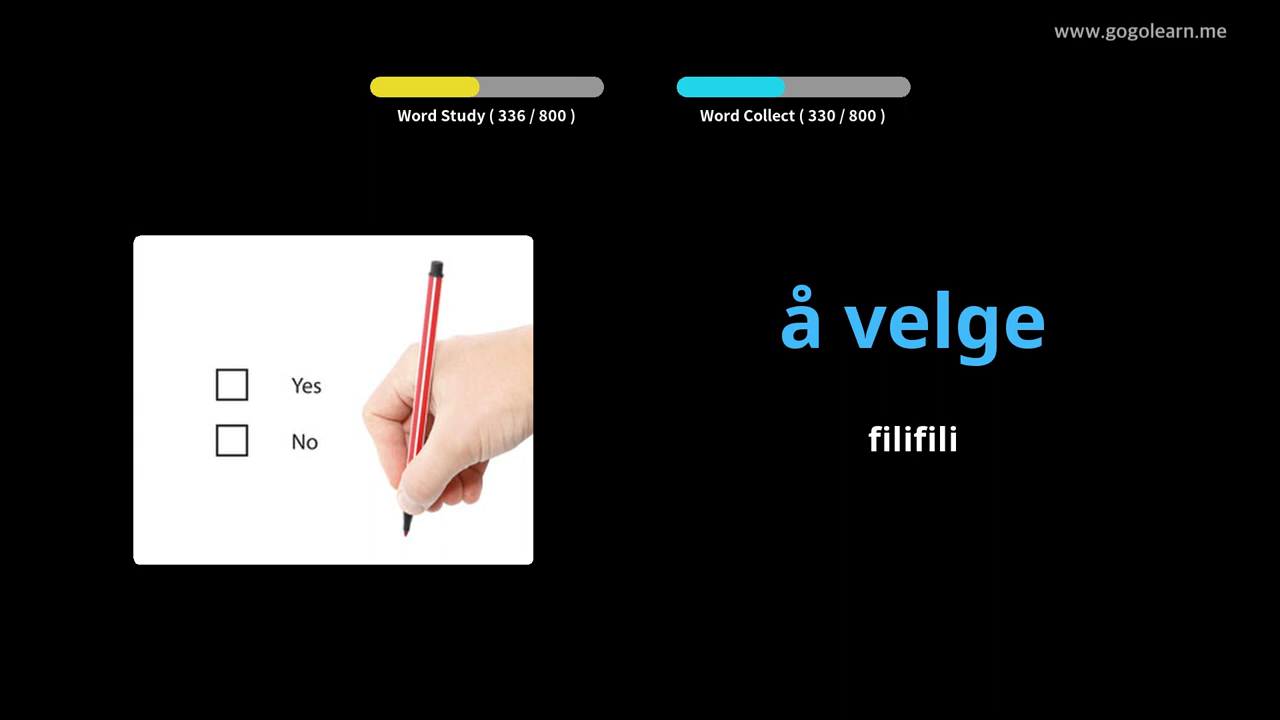 www.gogolearn.me
Word Study ( 336 / 800 )
Word Collect ( 330 / 800 )
å velge
Yes
No
filifili